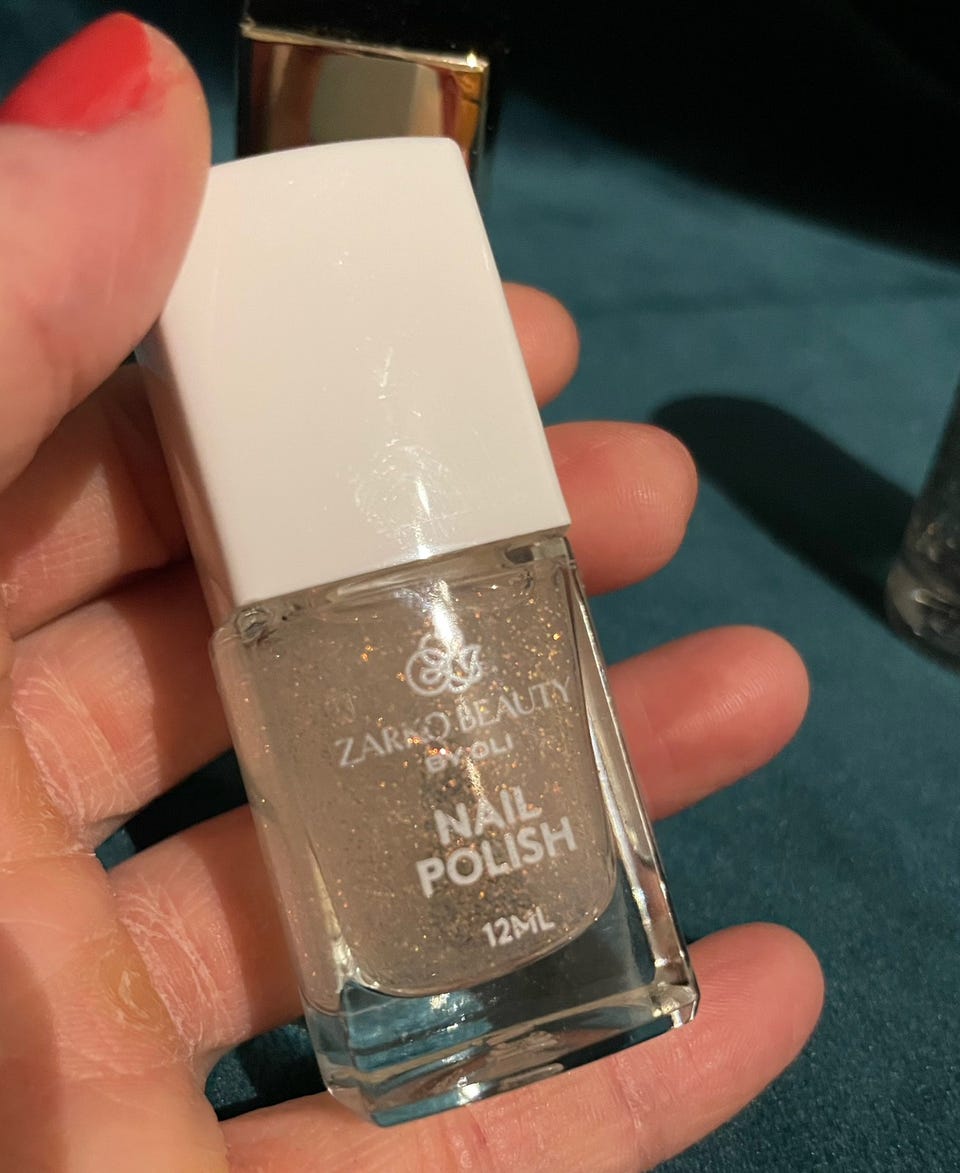 ZARKO BEAUTY
BY OLI
NAIL
POLISH
12ML